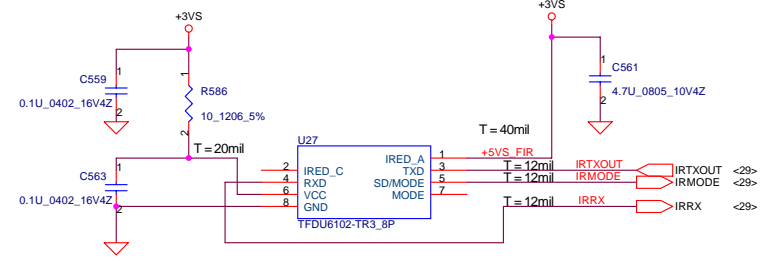 +3VS
+3VS
1
C559
0.1U_0402_16V4Z
2
1
R586
10_1206_5%
2
1
C561
4.7U_0805_10V4Z
2
T = 20mil
T = 40mil
1
C563
0.1U_0402_16V4Z
2
U27
2 IRED_C
4 RXD
6 VCC
8 GND
IRED_A 1
TXD 3
SD/MODE 5
MODE 7
TFDU6102-TR3_8P
+5VS_FIR
T = 12mil IRTXOUT IRTXOUT <29>
T = 12mil IRMODE IRMODE <29>
T = 12mil IRRX IRRX <29>